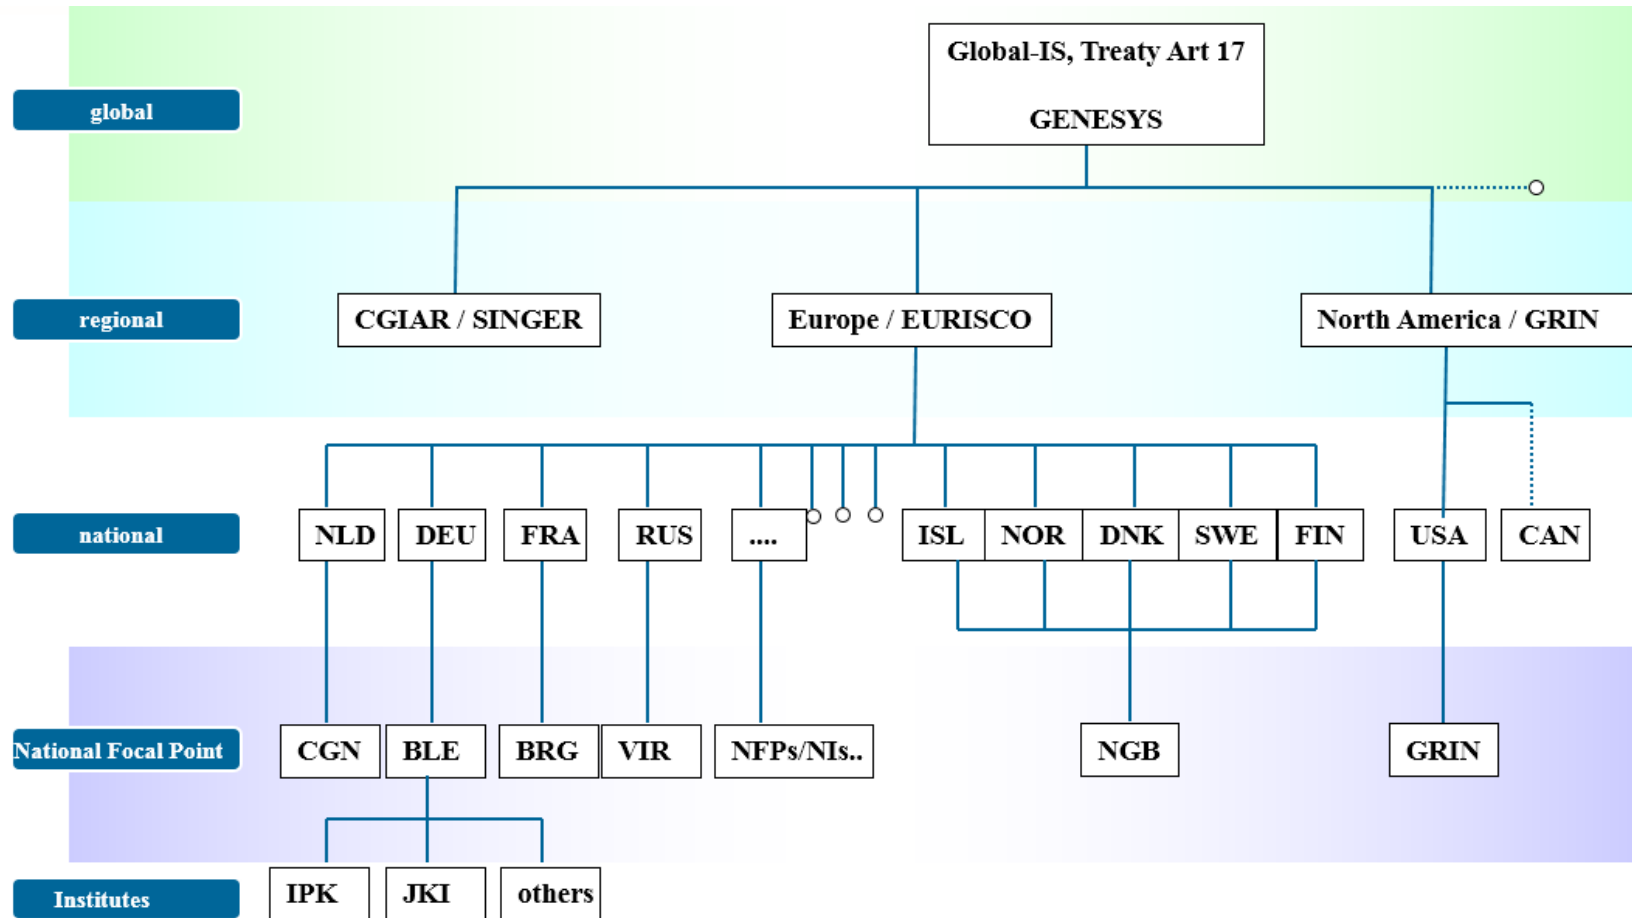 Global-IS, Treaty Art 17
GENESYS
global
regional
CGIAR / SINGER
Europe / EURISCO
North America / GRIN
national
NLD
DEU
FRA
RUS
....
ISL
NOR
DNK
SWE
FIN
USA
CAN
National Focal Point
CGN
BLE
BRG
VIR
NFPs/NIs..
NGB
GRIN
Institutes
IPK
JKI
others